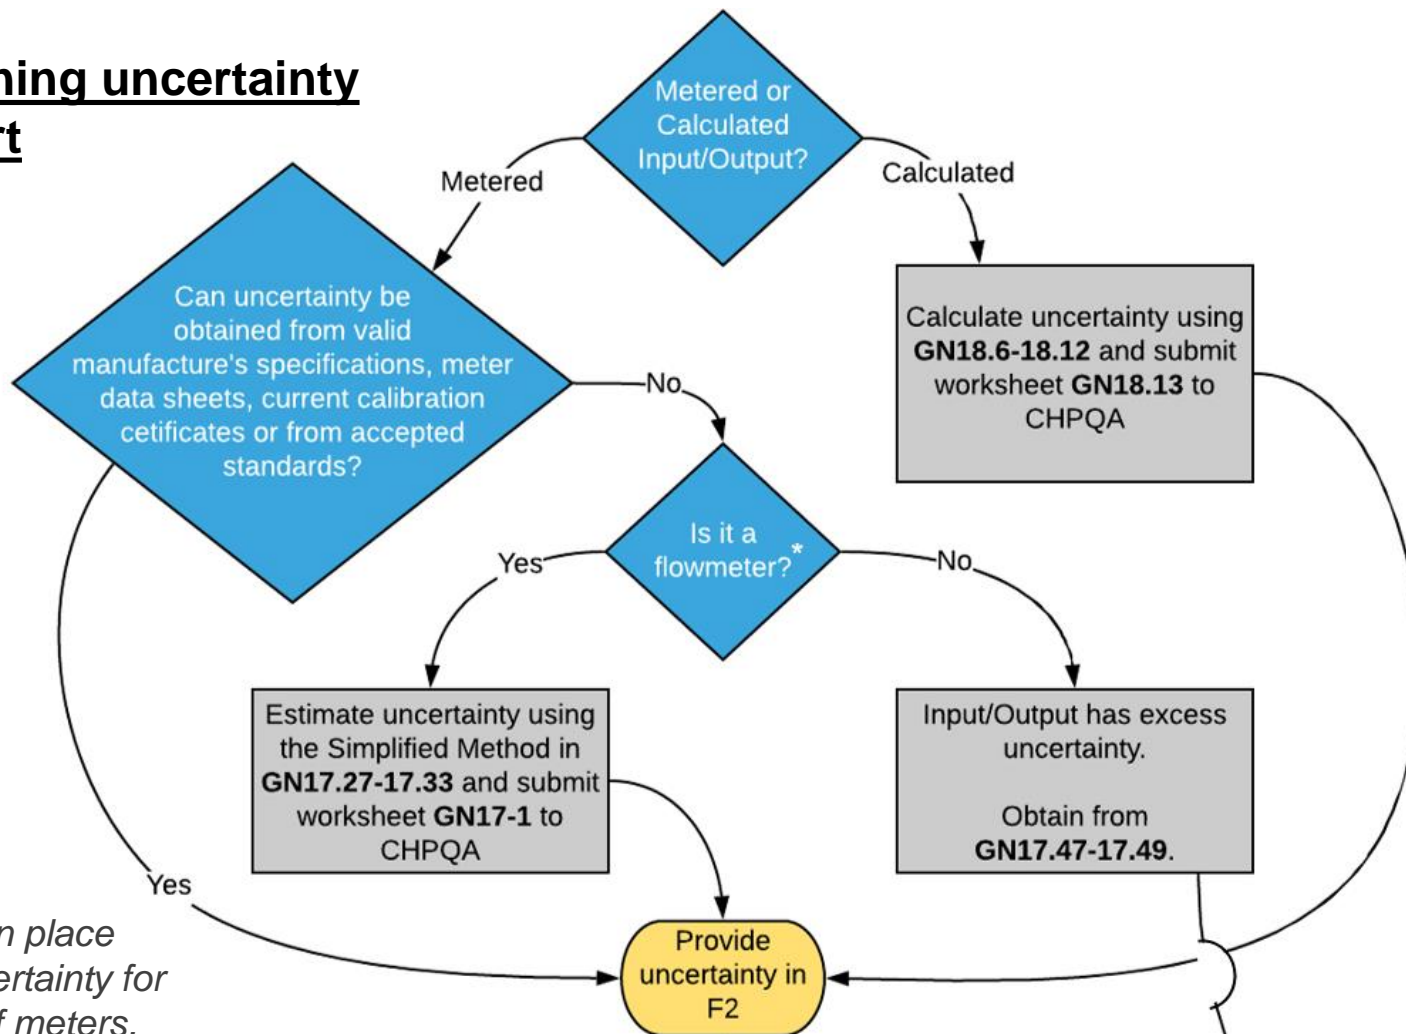 ning uncertainty
rt
Metered or
Calculated
Input/Output?
Metered
Calculated
Can uncertainty be
obtained from valid
manufacture's specifications, meter
data sheets, current calibration
cetificates or from accepted
standards?
No
Calculate uncertainty using
GN18.6-18.12 and submit
worksheet GN18.13 to
CHPQA
Is it a
flowmeter?*
Yes
No
Estimate uncertainty using
the Simplified Method in
GN17.27-17.33 and submit
worksheet GN17-1 to
CHPQA
Input/Output has excess
uncertainty.
Obtain from
GN17.47-17.49.
Yes
Provide
uncertainty in
F2
n place
ertainty for
f meters.